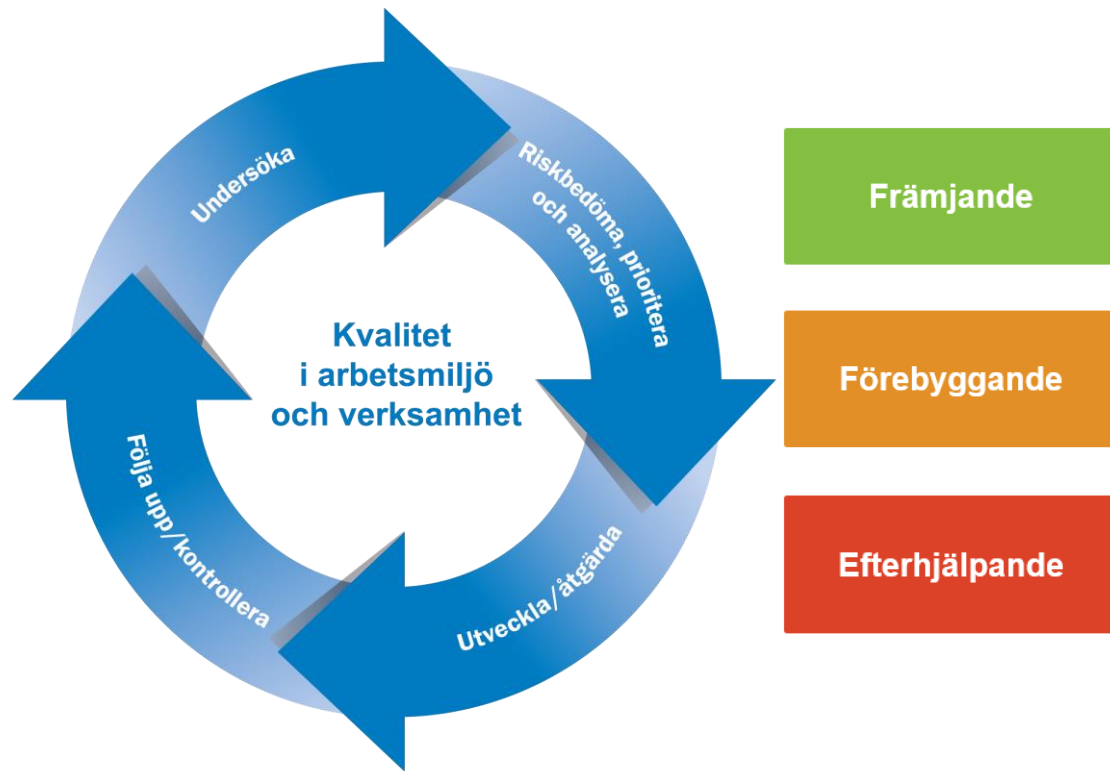 Undersöka
Riskbedöma, prioritera
och analysera
Utveckla/åtgärda
Följa upp/kontrollera
Kvalitet
i arbetsmiljö
och verksamhet
Främjande
Förebyggande
Efterhjälpande